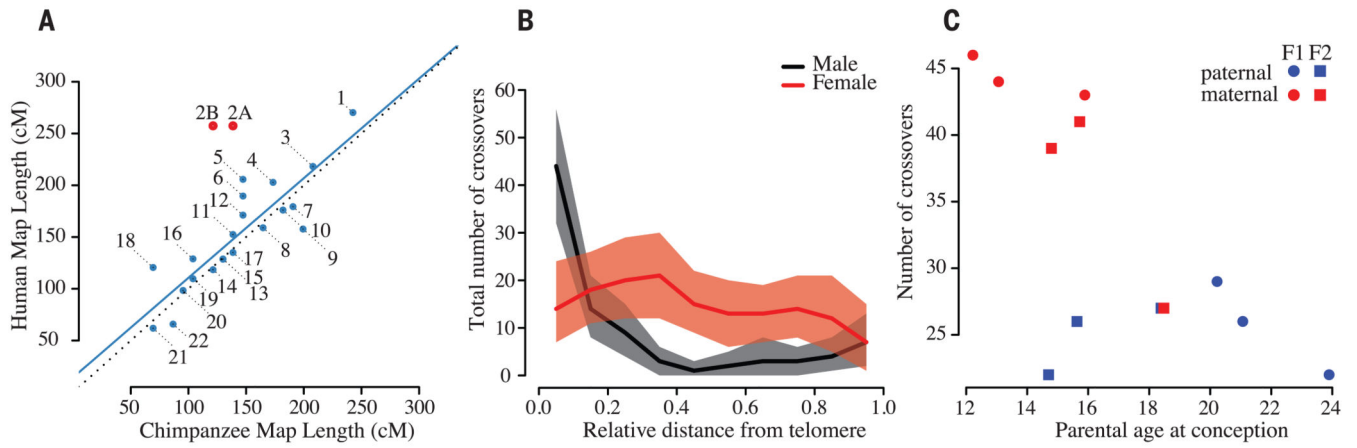 A
Human Map Length (cM)
300
250
200
150
100
50
2B 2A
1
3
5
4
6
12
11
7
16
10
18
8
9
17
15
14
13
19
20
22
21
50 100 150 200 250 300
Chimpanzee Map Length (cM)
B
Male
Female
Total number of crossovers
60
50
40
30
20
10
0
0.0 0.2 0.4 0.6 0.8 1.0
Relative distance from telomere
C
F1 F2
paternal
maternal
Number of crossovers
45
40
35
30
25
12 14 16 18 20 22 24
Parental age at conception